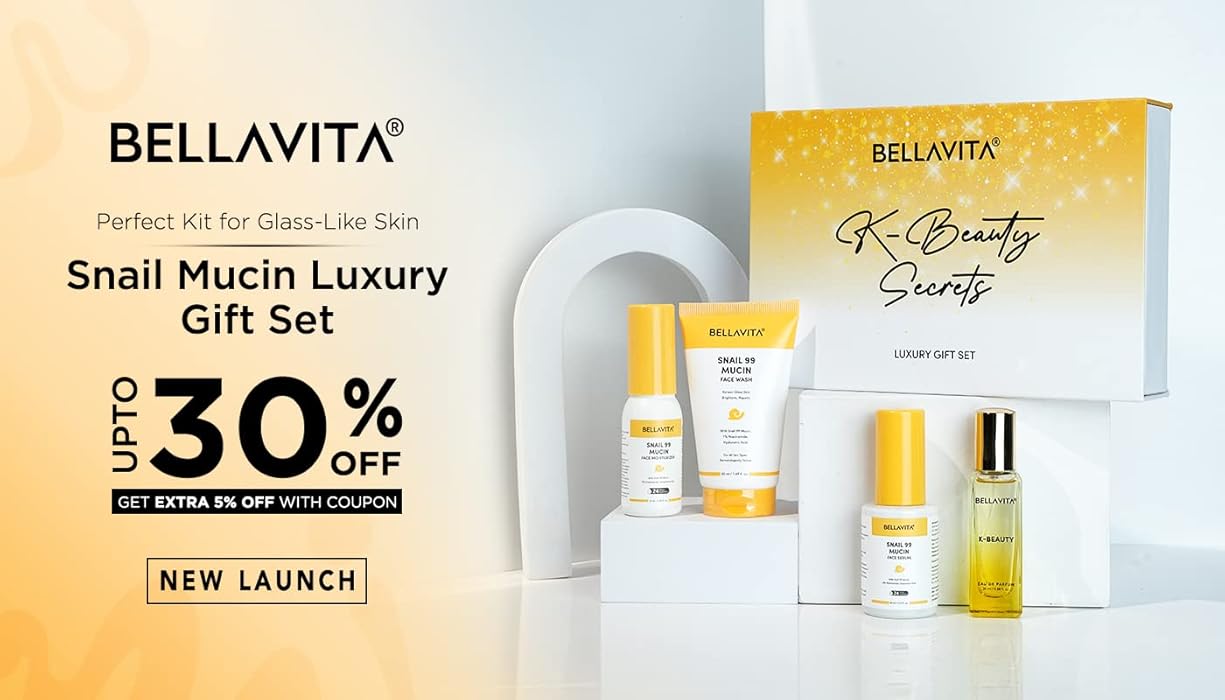 BELLAVITA®
Perfect Kit for Glass-Like Skin
Snail Mucin Luxury
Gift Set
UPTO
30%
OFF
GET EXTRA 5% OFF WITH COUPON
NEW LAUNCH
BELLAVITA®
K-Beauty
Secrets
LUXURY GIFT SET
BELLAVITA®
SNAIL 99
MUCIN
FACE MOISTURIZER
BELLAVITA®
SNAIL 99
MUCIN
FACE WASH
BELLAVITA®
SNAIL 99
MUCIN
FACE SERUM
BELLAVITA®
K-BEAUTY
EAU DE PARFUM